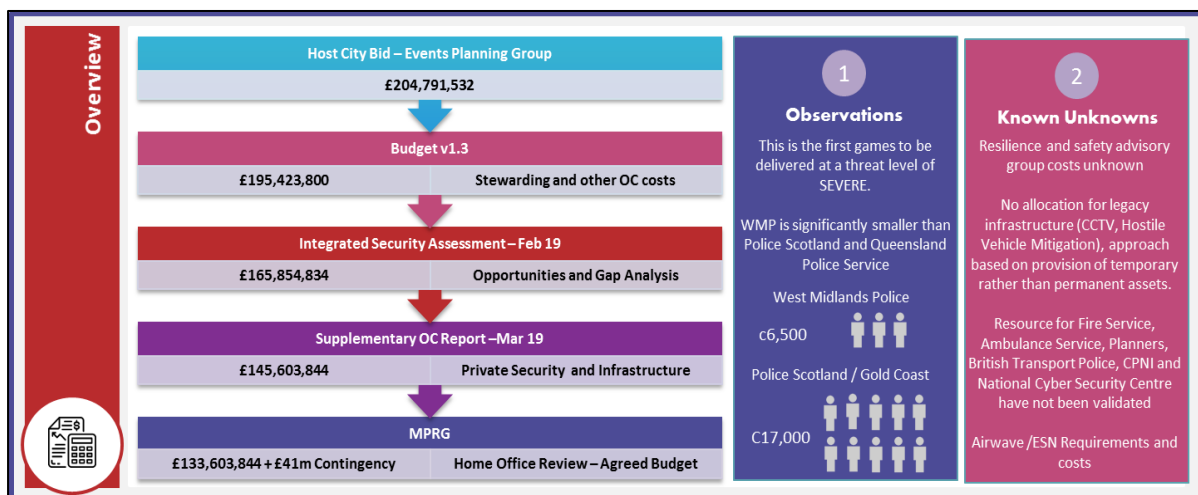 Overview
Host City Bid – Events Planning Group
£204,791,532
Budget v1.3
£195,423,800
Stewarding and other OC costs
Integrated Security Assessment – Feb 19
£165,854,834
Opportunities and Gap Analysis
Supplementary OC Report –Mar 19
£145,603,844
Private Security and Infrastructure
MPRG
£133,603,844 + £41m Contingency
Home Office Review – Agreed Budget
1
Observations
This is the first games to be
delivered at a threat level of
SEVERE.
WMP is significantly smaller than
Police Scotland and Queensland
Police Service
West Midlands Police
c6,500
Police Scotland / Gold Coast
C17,000
2
Known Unknowns
Resilience and safety advisory
group costs unknown
No allocation for legacy
infrastructure (CCTV, Hostile
Vehicle Mitigation), approach
based on provision of temporary
rather than permanent assets.
Resource for Fire Service,
Ambulance Service, Planners,
British Transport Police, CPNI and
National Cyber Security Centre
have not been validated
Airwave /ESN Requirements and
costs